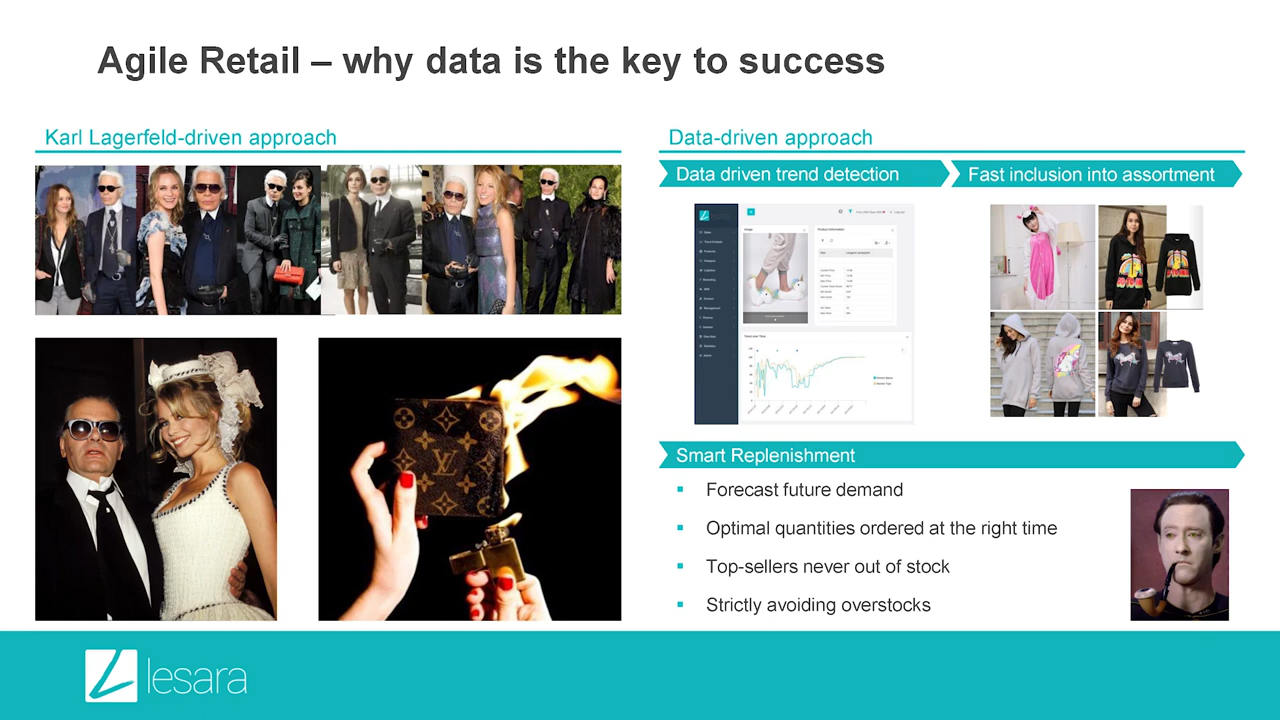 Agile Retail – why data is the key to success
Karl Lagerfeld-driven approach
Data-driven approach
Data driven trend detection
Fast inclusion into assortment
Smart Replenishment
▪ Forecast future demand
▪ Optimal quantities ordered at the right time
▪ Top-sellers never out of stock
▪ Strictly avoiding overstocks
LV
lesara